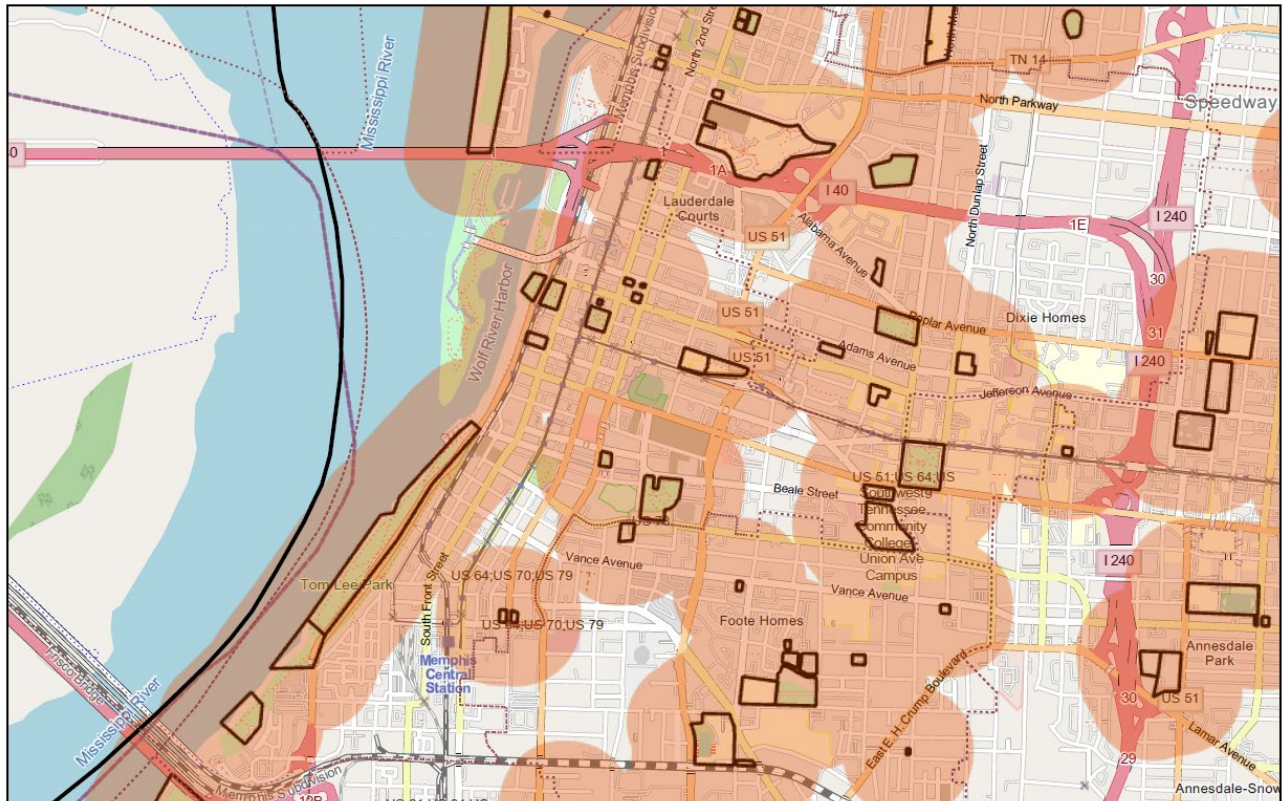 Mississippi River
Memphis Subdivision
North 2nd Street
TN 14
North Parkway
Speedway
1A
I 40
Lauderdale
Courts
North Dunlap Street
I 240
1E
US 51
Alabama Avenue
30
Wolf River Harbor
US 51
Poplar Avenue
Dixie Homes
31
US 51
Adams Avenue
I 240
Jefferson Avenue
Beale Street
US 51;US 64;US
Southwest
Tennessee
Community
College
Union Ave
Campus
Vance Avenue
I 240
Tom Lee Park
South Front Street
US 64;US 70;US 79
Vance Avenue
Foote Homes
Memphis
Central
Station
Annesdale
Park
Frisco Bridge
East E. H. Crump Boulevard
30
US 51
Lamar Avenue
Mississippi River
29
Memphis Subdivision
12B
Annesdale-Snow